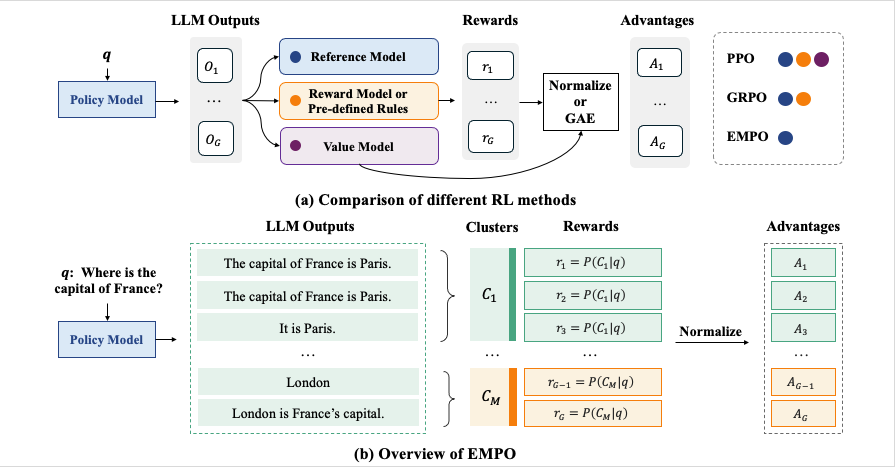 LLM Outputs
Rewards
Advantages
q
Policy Model
O_1
...
O_G
Reference Model
Reward Model or
Pre-defined Rules
Value Model
r_1
...
r_G
Normalize
or
GAE
A_1
...
A_G
PPO
GRPO
EMPO
(a) Comparison of different RL methods
LLM Outputs
Clusters
Rewards
Advantages
q: Where is the
capital of France?
Policy Model
The capital of France is Paris.
The capital of France is Paris.
It is Paris.
...
London
London is France's capital.
C_1
...
C_M
r_1 = P(C_1|q)
r_2 = P(C_1|q)
r_3 = P(C_1|q)
...
r_{G−1} = P(C_M|q)
r_G = P(C_M|q)
Normalize
A_1
A_2
A_3
...
A_{G−1}
A_G
(b) Overview of EMPO